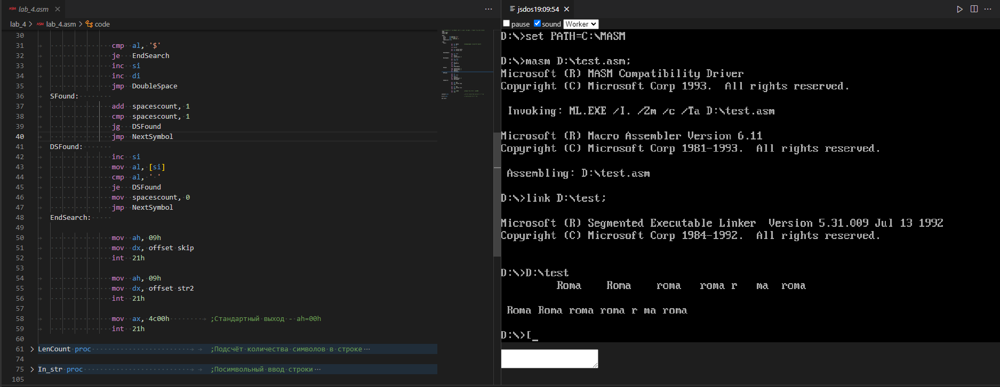 ASM lab_4.asm
lab_4 > ASM lab_4.asm > code
30
31 cmp al, '$'
32 je EndSearch
33 inc si
34 inc di
35 jmp DoubleSpace
36 SFound:
37 add spacescount, 1
38 cmp spacescount, 1
39 jg DSFound
40 jmp NextSymbol
41 DSFound:
42 inc si
43 mov al, [si]
44 cmp al, ' '
45 je DSFound
46 mov spacescount, 0
47 jmp NextSymbol
48 EndSearch:
49
50 mov ah, 09h
51 mov dx, offset skip
52 int 21h
53
54 mov ah, 09h
55 mov dx, offset str2
56 int 21h
57
58 mov ax, 4c00h ;Стандартный выход - ah=00h
59 int 21h
60
61 LenCount proc ;Подсчёт количества символов в строке ...
74
75 In_str proc ;Посимвольный ввод строки ...
105
jsdos19:09:54
pause sound Worker
D:\>set PATH=C:\MASM
D:\>masm D:\test.asm;
Microsoft (R) MASM Compatibility Driver
Copyright (C) Microsoft Corp 1993.  All rights reserved.
Invoking: ML.EXE /I. /Zm /c /Ta D:\test.asm
Microsoft (R) Macro Assembler Version 6.11
Copyright (C) Microsoft Corp 1981-1993.  All rights reserved.
Assembling: D:\test.asm
D:\>link D:\test;
Microsoft (R) Segmented Executable Linker  Version 5.31.009 Jul 13 1992
Copyright (C) Microsoft Corp 1984-1992.  All rights reserved.
D:\>D:\test
Roma    Roma    roma   roma r   ma  roma
Roma Roma roma roma r ma roma
D:\>[_